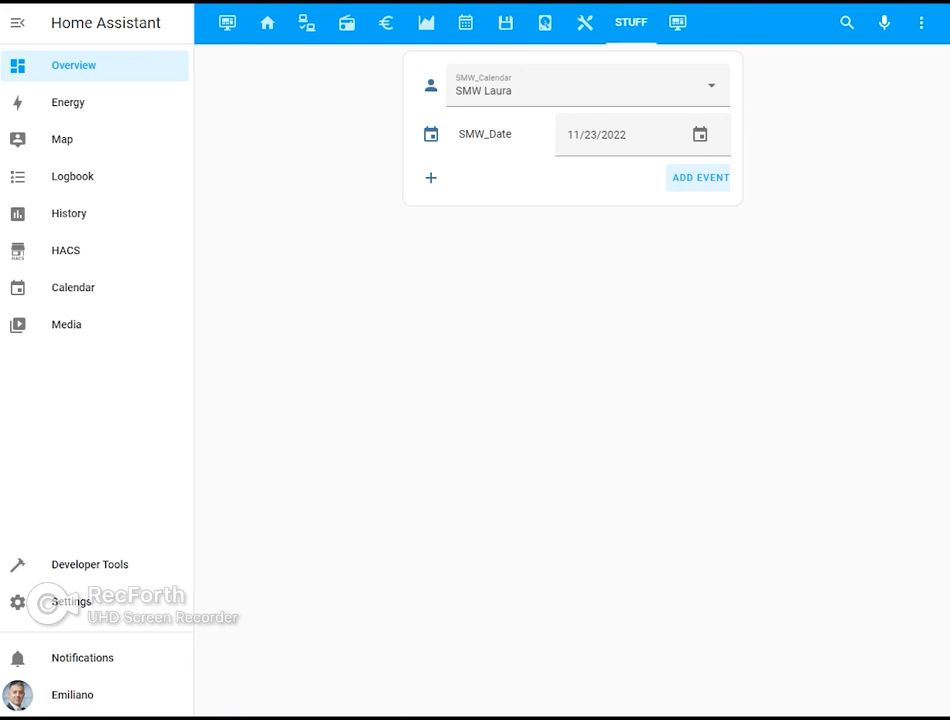 Home Assistant
STUFF
Overview
Energy
Map
Logbook
History
HACS
HACS
Calendar
Media
SMW_Calendar
SMW Laura
SMW_Date
11/23/2022
ADD EVENT
Developer Tools
Settings
RecForth
UHD Screen Recorder
Notifications
Emiliano